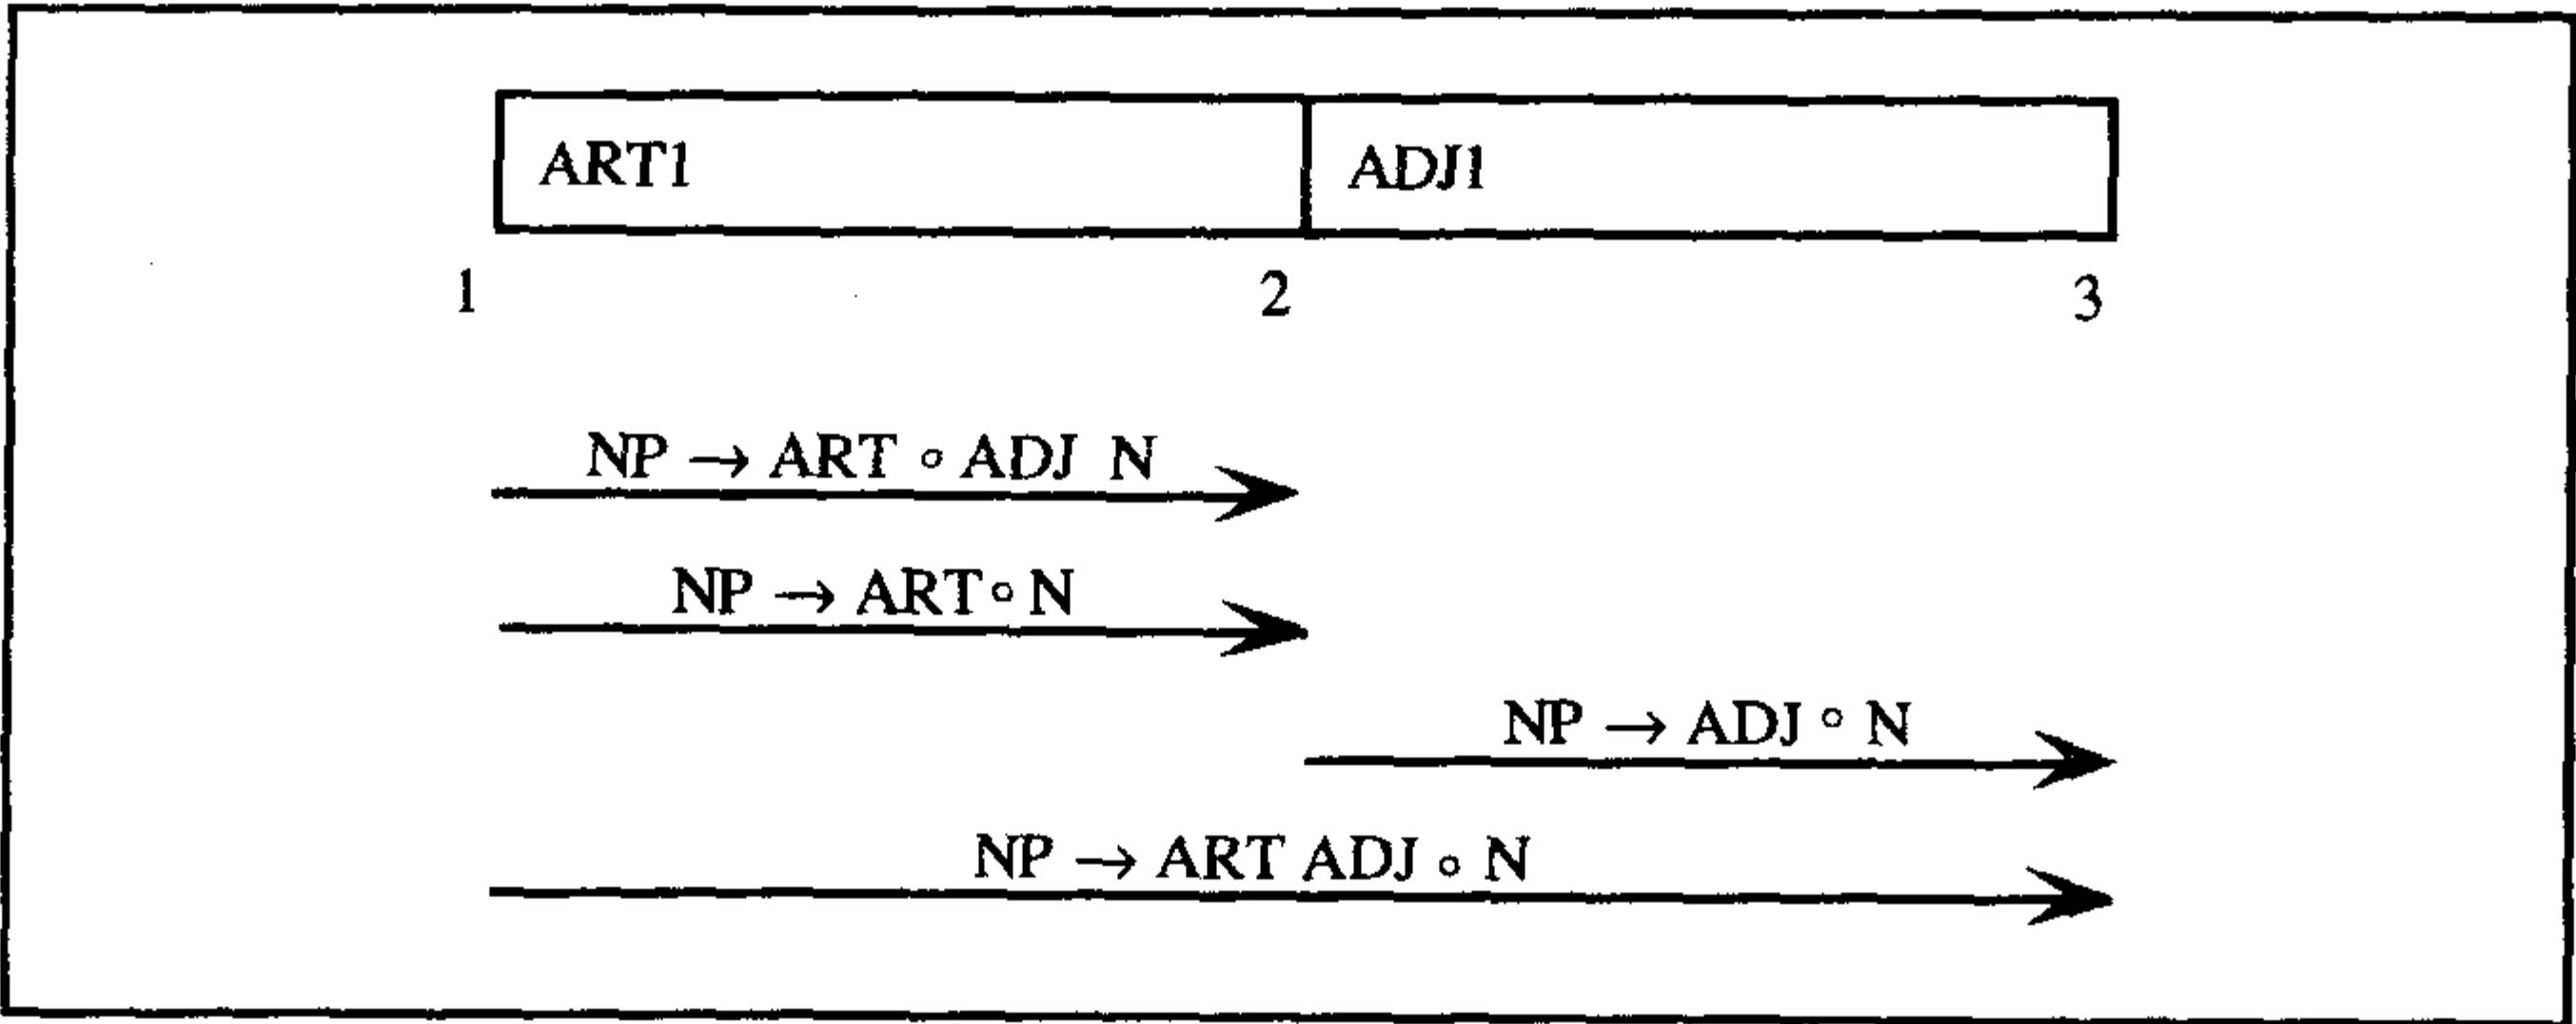 ART1 ADJ1
1 2 3
NP → ART ∘ ADJ N
NP → ART ∘ N
NP → ADJ ∘ N
NP → ART ADJ ∘ N